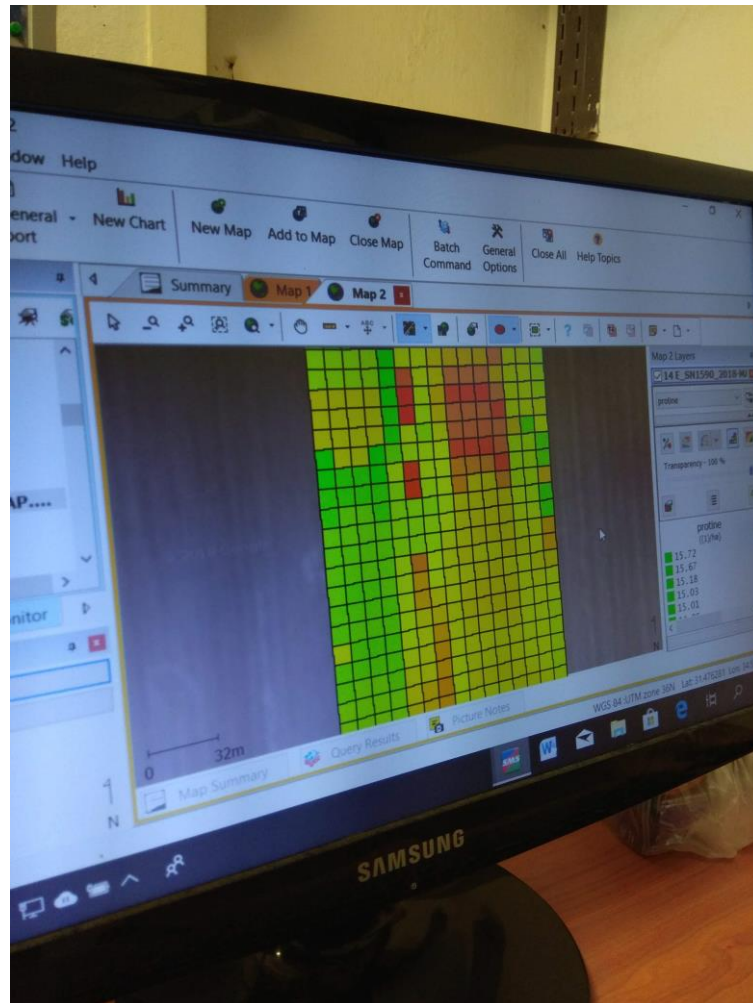 2
dow Help
eneral
ort
New Chart
New Map
Add to Map
Close Map
Batch
Command
General
Options
Close All
Help Topics
Summary
Map 1
Map 2
ABC
Map 2 Layers
protine
Transparency - 100 %
protine
15.72
15.67
15.18
15.03
15.01
AP....
nitor
N
0
32m
N
WGS-84 :UTM zone 36N
Map Summary
Query Results
Picture Notes
SMS
W
SAMSUNG